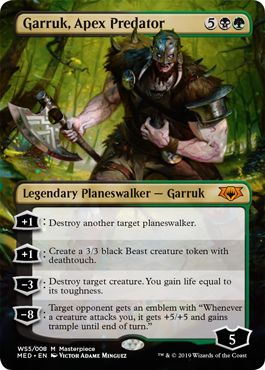 Garruk, Apex Predator 5
Legendary Planeswalker — Garruk
+1 : Destroy another target planeswalker.
+1 : Create a 3/3 black Beast creature token with
deathtouch.
−3 : Destroy target creature. You gain life equal
to its toughness.
−8 : Target opponent gets an emblem with “Whenever
a creature attacks you, it gets +5/+5 and gains
trample until end of turn.”
5
WS5/008 M Masterpiece
MED • EN VICTOR ADAME MINGUEZ
™ & © 2019 Wizards of the Coast